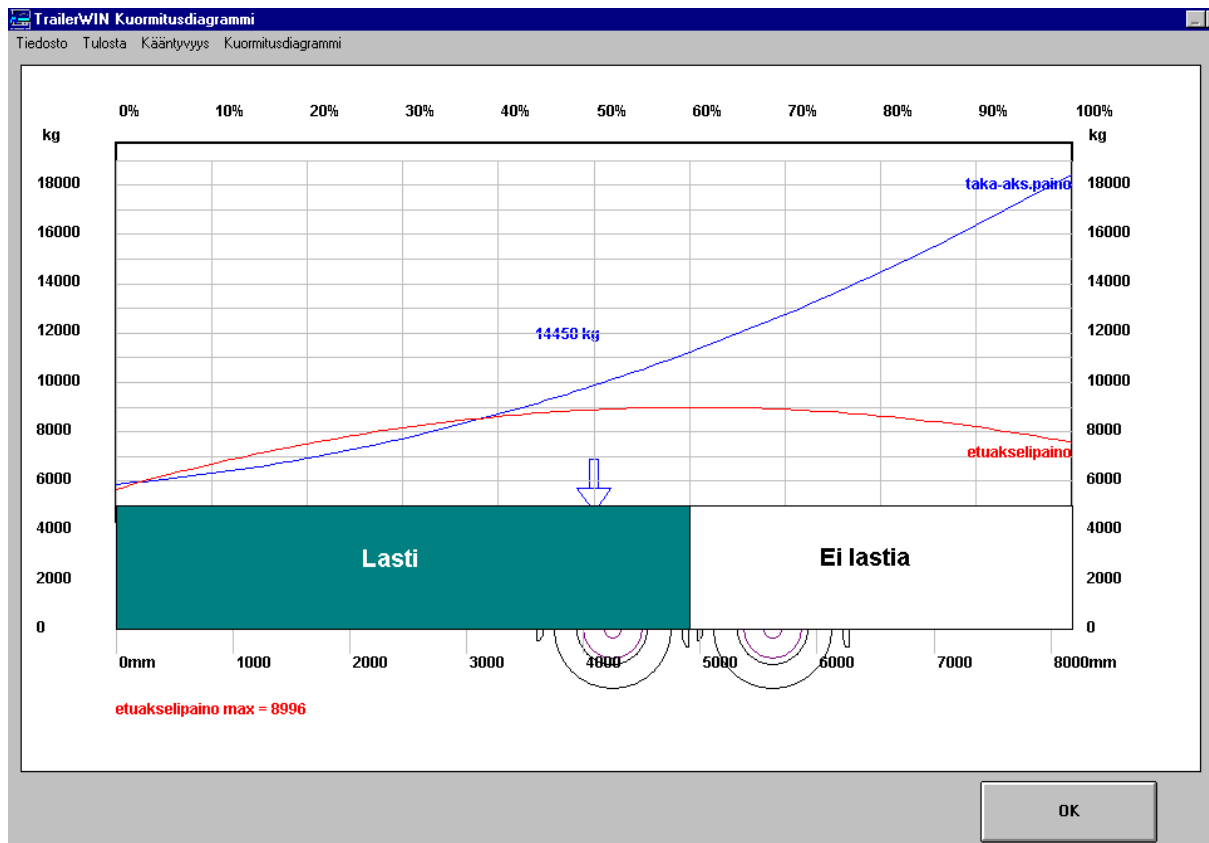 TrailerWIN Kuormitusdiagrammi
Tiedosto Tulosta Kääntyvyys Kuormitusdiagrammi
0% 10% 20% 30% 40% 50% 60% 70% 80% 90% 100%
kg kg
18000 taka-aks.paino 18000
16000 16000
14000 14000
12000 14450 kg 12000
10000 10000
8000 8000
etuakselipaino
6000 6000
4000 4000
Lasti Ei lastia
2000 2000
0 0
0mm 1000 2000 3000 4000 5000 6000 7000 8000mm
etuakselipaino max = 8996
OK